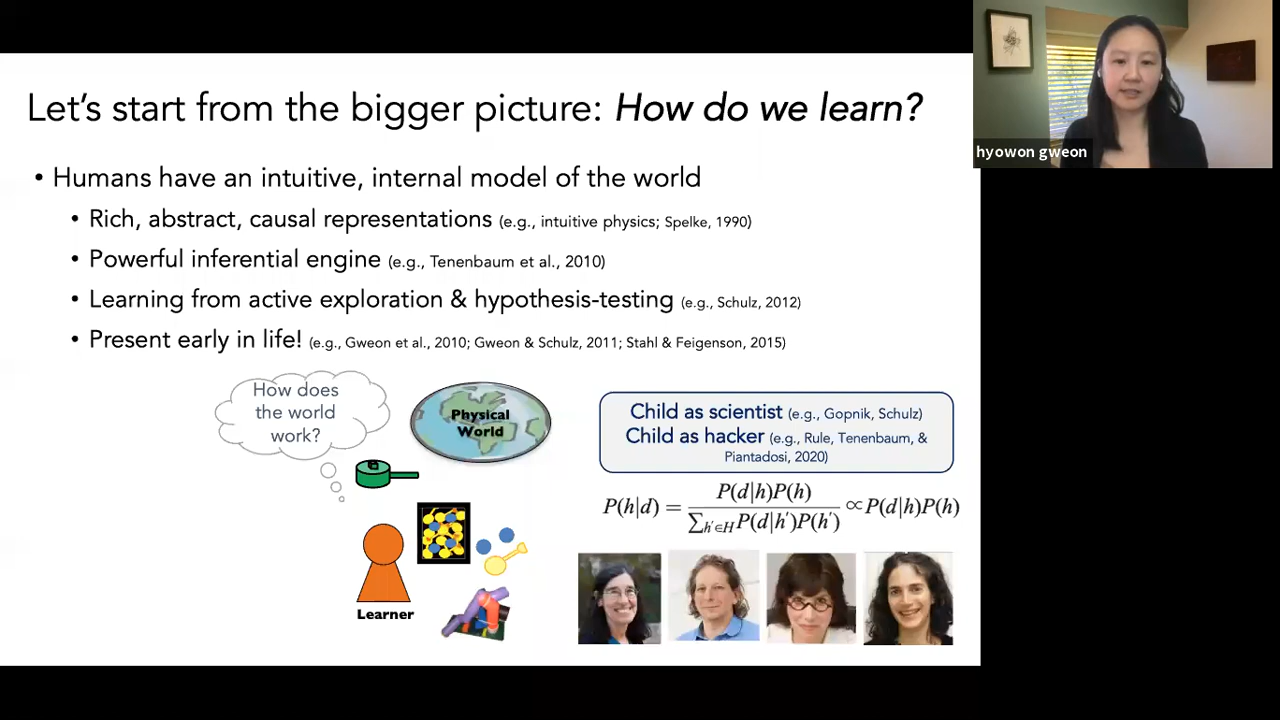 Let's start from the bigger picture: How do we learn?
hyowon gweon
• Humans have an intuitive, internal model of the world
• Rich, abstract, causal representations (e.g., intuitive physics; Spelke, 1990)
• Powerful inferential engine (e.g., Tenenbaum et al., 2010)
• Learning from active exploration & hypothesis-testing (e.g., Schulz, 2012)
• Present early in life! (e.g., Gweon et al., 2010; Gweon & Schulz, 2011; Stahl & Feigenson, 2015)
How does
the world
work?
Physical
World
Learner
Child as scientist (e.g., Gopnik, Schulz)
Child as hacker (e.g., Rule, Tenenbaum, &
Piantadosi, 2020)
P(h|d) = P(d|h)P(h) / ∑h'∈H P(d|h')P(h') ∝ P(d|h)P(h)